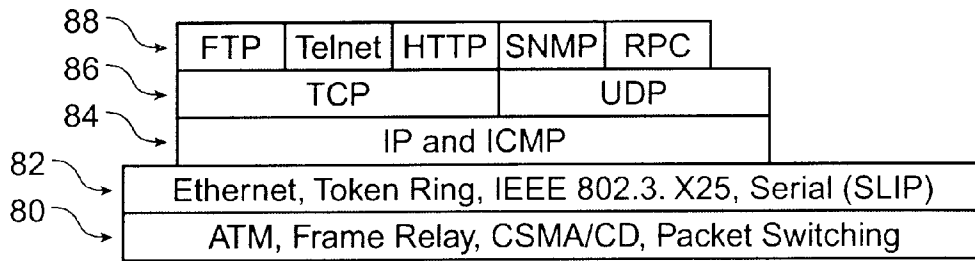 88 FTP Telnet HTTP SNMP RPC
86 TCP UDP
84 IP and ICMP
82 Ethernet, Token Ring, IEEE 802.3. X25, Serial (SLIP)
80 ATM, Frame Relay, CSMA/CD, Packet Switching